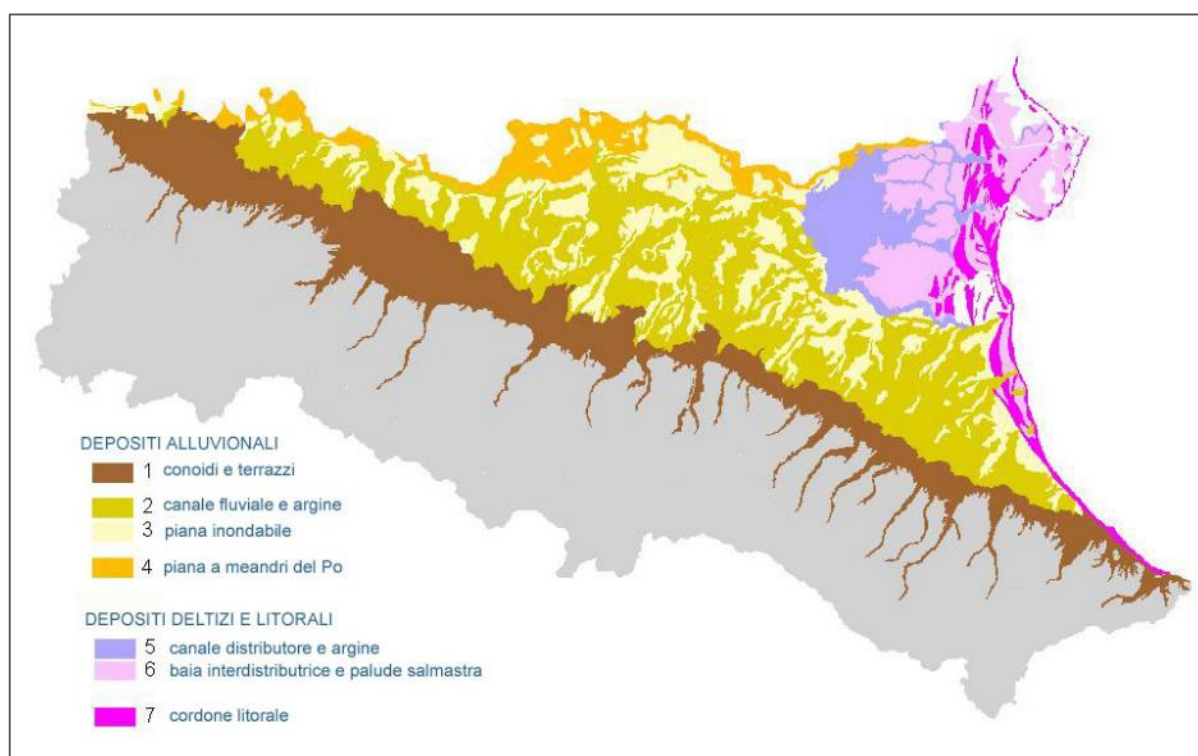 DEPOSITI ALLUVIONALI
1 conoidi e terrazzi
2 canale fluviale e argine
3 piana inondabile
4 piana a meandri del Po
DEPOSITI DELTIZI E LITORALI
5 canale distributore e argine
6 baia interdistributrice e palude salmastra
7 cordone litorale